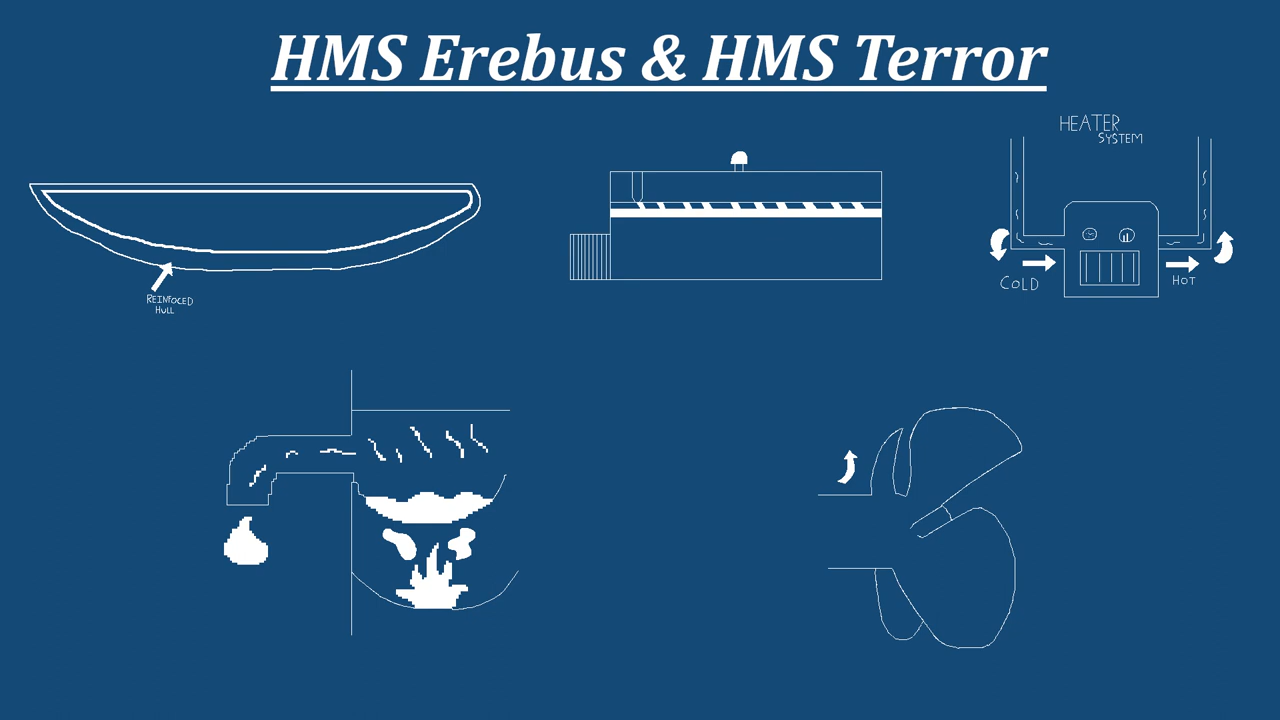 HMS Erebus & HMS Terror
HEATER
SYSTEM
COLD
HOT
REINFOCED
HULL